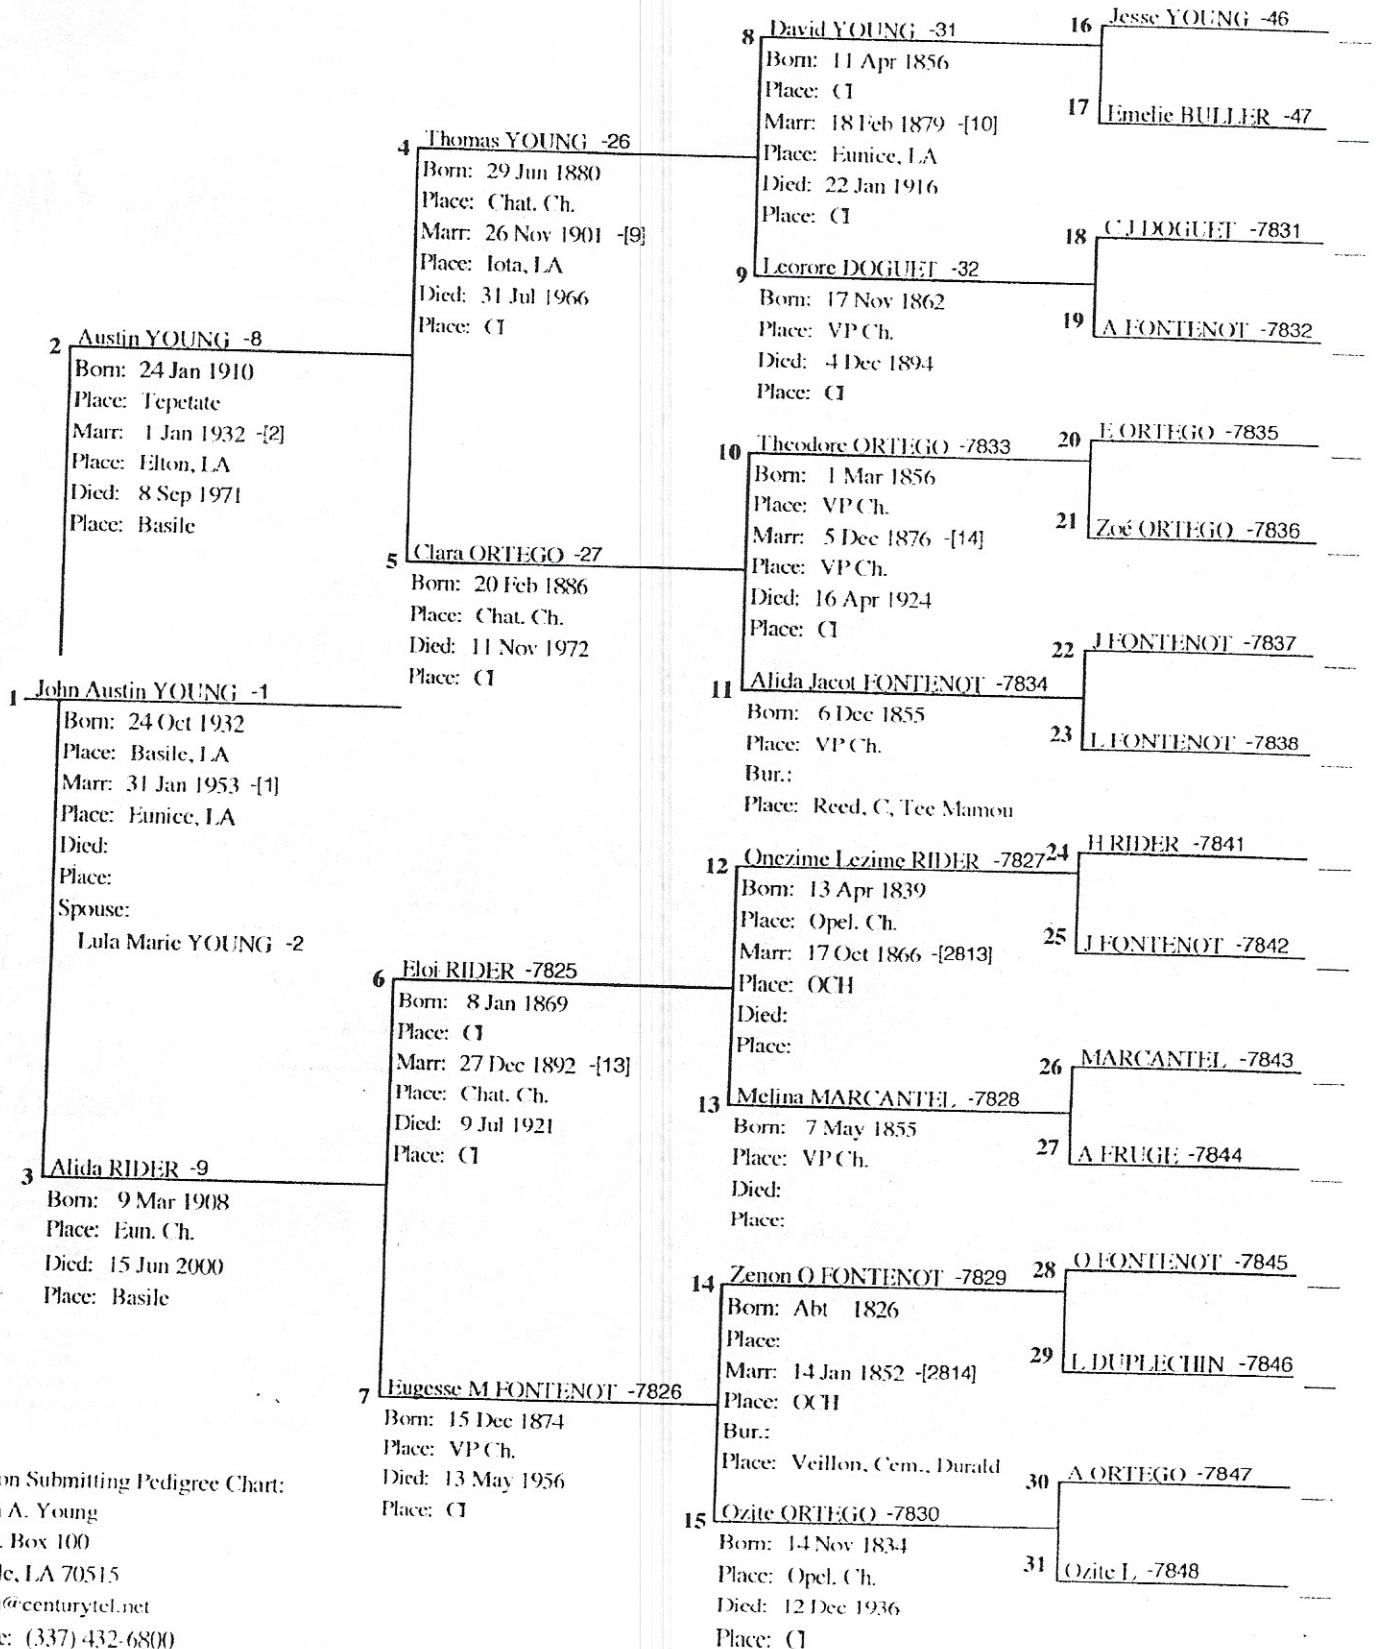 1 John Austin YOUNG -1
Born: 24 Oct 1932
Place: Basile, LA
Marr: 31 Jan 1953 -[1]
Place: Eunice, LA
Died:
Place:
Spouse:
Lula Marie YOUNG -2
2 Austin YOUNG -8
Born: 24 Jan 1910
Place: Tepetate
Marr: 1 Jan 1932 -[2]
Place: Elton, LA
Died: 8 Sep 1971
Place: Basile
3 Alida RIDER -9
Born: 9 Mar 1908
Place: Eun. Ch.
Died: 15 Jun 2000
Place: Basile
4 Thomas YOUNG -26
Born: 29 Jun 1880
Place: Chat. Ch.
Marr: 26 Nov 1901 -[9]
Place: Iota, LA
Died: 31 Jul 1966
Place: CT
5 Clara ORTEGO -27
Born: 20 Feb 1886
Place: Chat. Ch.
Died: 11 Nov 1972
Place: CT
6 Eloi RIDER -7825
Born: 8 Jan 1869
Place: CT
Marr: 27 Dec 1892 -[13]
Place: Chat. Ch.
Died: 9 Jul 1921
Place: CT
7 Eugesse M FONTENOT -7826
Born: 15 Dec 1874
Place: VP Ch.
Died: 13 May 1956
Place: CT
8 David YOUNG -31
Born: 11 Apr 1856
Place: CT
Marr: 18 Feb 1879 -[10]
Place: Eunice, LA
Died: 22 Jan 1916
Place: CT
9 Leorore DOGUET -32
Born: 17 Nov 1862
Place: VP Ch.
Died: 4 Dec 1894
Place: CT
10 Theodore ORTEGO -7833
Born: 1 Mar 1856
Place: VP Ch.
Marr: 5 Dec 1876 -[14]
Place: VP Ch.
Died: 16 Apr 1924
Place: CT
11 Alida Jacot FONTENOT -7834
Born: 6 Dec 1855
Place: VP Ch.
Bur.:
Place: Reed, C, Tee Mamou
12 Onezime Lezime RIDER -7827
Born: 13 Apr 1839
Place: Opel. Ch.
Marr: 17 Oct 1866 -[2813]
Place: OCH
Died:
Place:
13 Melina MARCANTEL -7828
Born: 7 May 1855
Place: VP Ch.
Died:
Place:
14 Zenon O FONTENOT -7829
Born: Abt 1826
Place:
Marr: 14 Jan 1852 -[2814]
Place: OCH
Bur.:
Place: Veillon, Cem., Durald
15 Ozite ORTEGO -7830
Born: 14 Nov 1834
Place: Opel. Ch.
Died: 12 Dec 1936
Place: CT
16 Jesse YOUNG -46
17 Emelie BULLER -47
18 C J DOGUET -7831
19 A FONTENOT -7832
20 E ORTEGO -7835
21 Zoé ORTEGO -7836
22 J FONTENOT -7837
23 L FONTENOT -7838
24 H RIDER -7841
25 J FONTENOT -7842
26 MARCANTEL -7843
27 A FRUGE -7844
28 O FONTENOT -7845
29 L DUPLECHIN -7846
30 A ORTEGO -7847
31 Ozite L -7848
on Submitting Pedigree Chart:
A. Young
. Box 100
le, LA 70515
@centurytel.net
e: (337) 432-6800